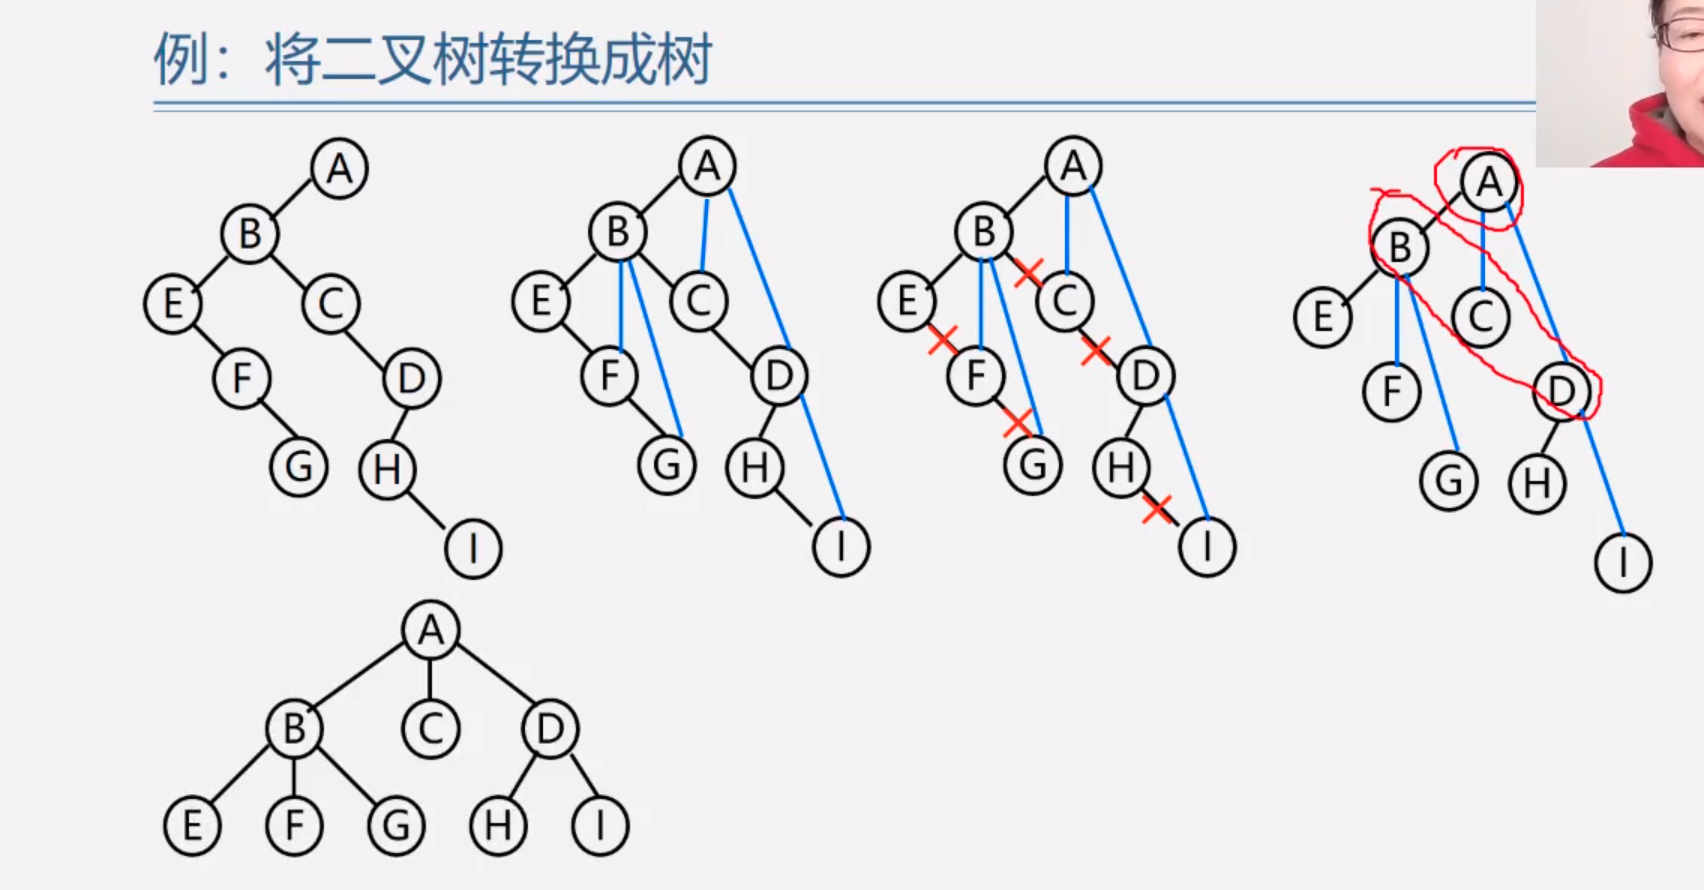 例：将二叉树转换成树
A A A A
B B B B
E C E C E C E C
F D F D F D F D
G H G H G H G H
I I I I
A
B C D
E F G H I